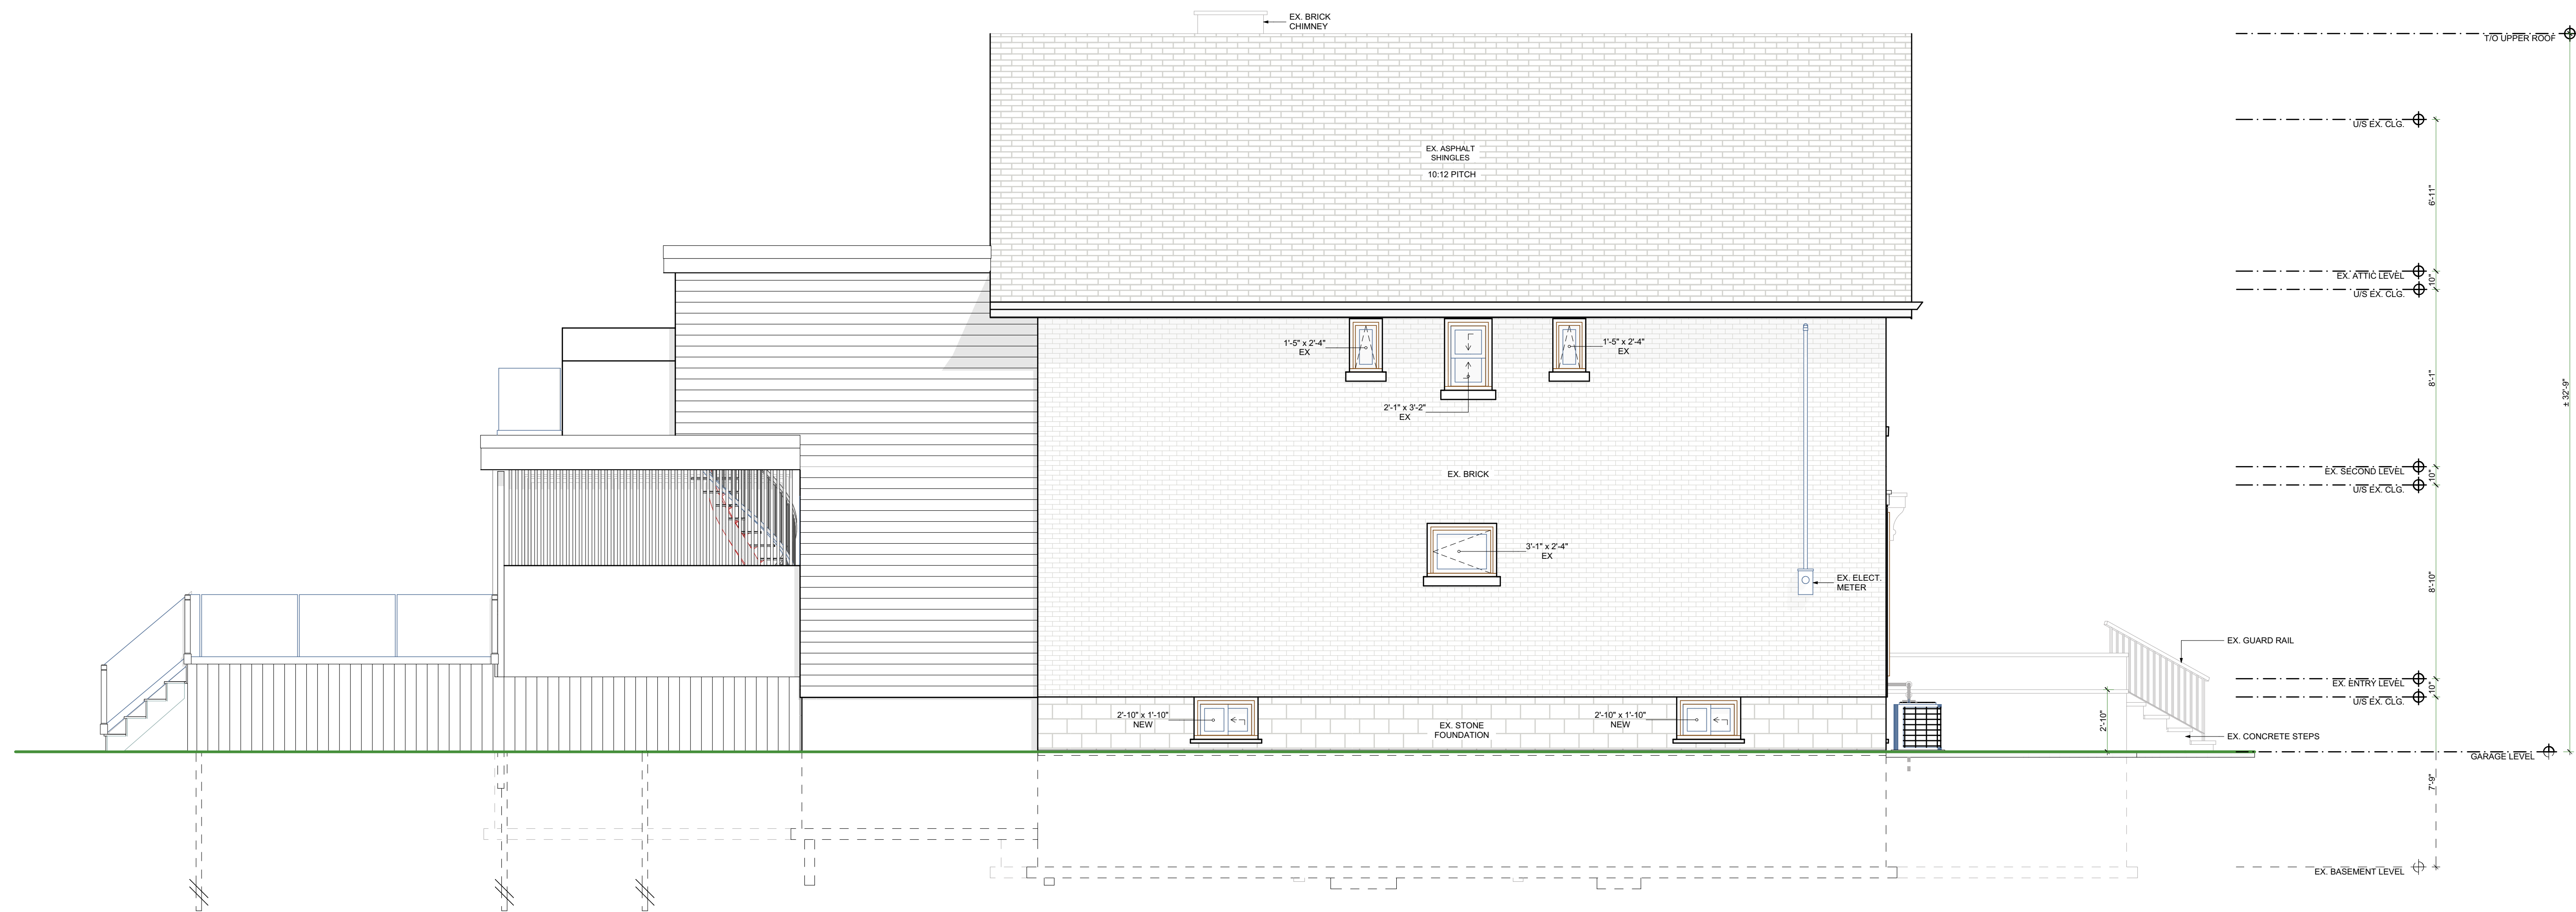 EX. BRICK
CHIMNEY
T/O UPPER ROOF
U/S EX. CLG.
EX. ASPHALT
SHINGLES
10:12 PITCH
6'-11"
± 32'-9"
EX. ATTIC LEVEL
10"
U/S EX. CLG.
1'-5" x 2'-4"
EX
1'-5" x 2'-4"
EX
2'-1" x 3'-2"
EX
8'-1"
EX. BRICK
EX. SECOND LEVEL
10"
U/S EX. CLG.
3'-1" x 2'-4"
EX
EX. ELECT.
METER
8'-10"
EX. GUARD RAIL
EX. ENTRY LEVEL
10"
U/S EX. CLG.
2'-10" x 1'-10"
NEW
EX. STONE
FOUNDATION
2'-10" x 1'-10"
NEW
2'-10"
EX. CONCRETE STEPS
GARAGE LEVEL
7'-9"
EX. BASEMENT LEVEL